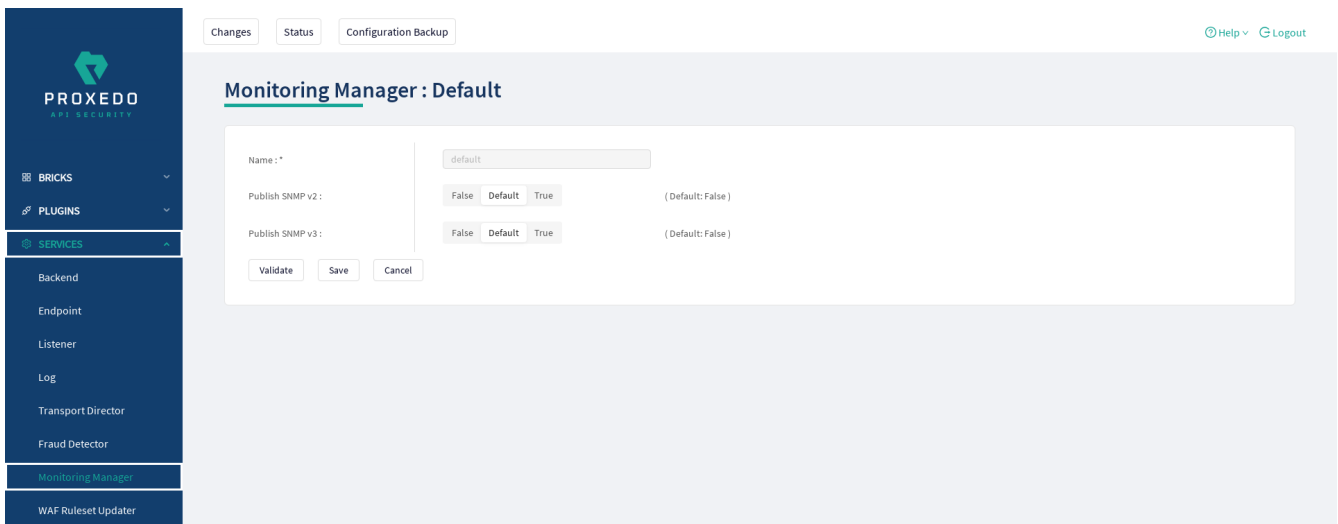 Changes Status Configuration Backup Help Logout
PROXEDO
API SECURITY
Monitoring Manager : Default
BRICKS
PLUGINS
SERVICES
Backend
Endpoint
Listener
Log
Transport Director
Fraud Detector
Monitoring Manager
WAF Ruleset Updater
Name : * default
Publish SNMP v2 : False Default True ( Default: False )
Publish SNMP v3 : False Default True ( Default: False )
Validate Save Cancel